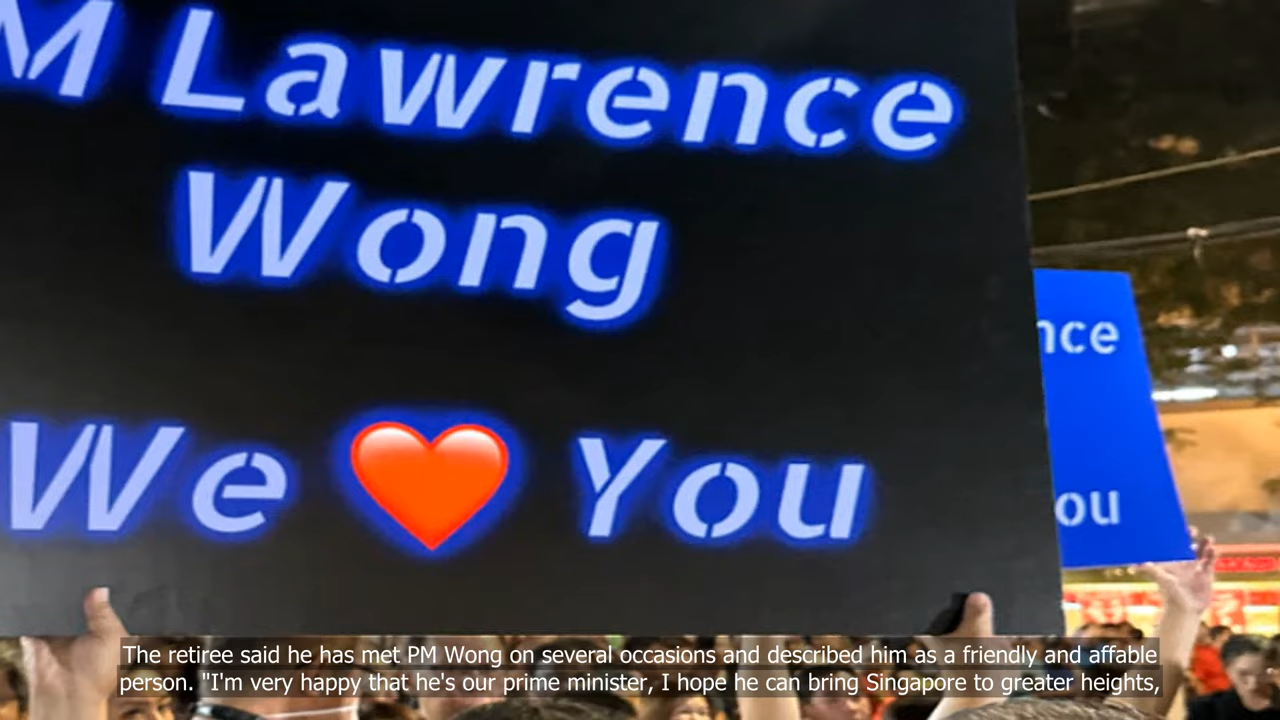 M Lawrence
Wong
We ❤️ You
nce
ou
The retiree said he has met PM Wong on several occasions and described him as a friendly and affable
person. "I'm very happy that he's our prime minister, I hope he can bring Singapore to greater heights,